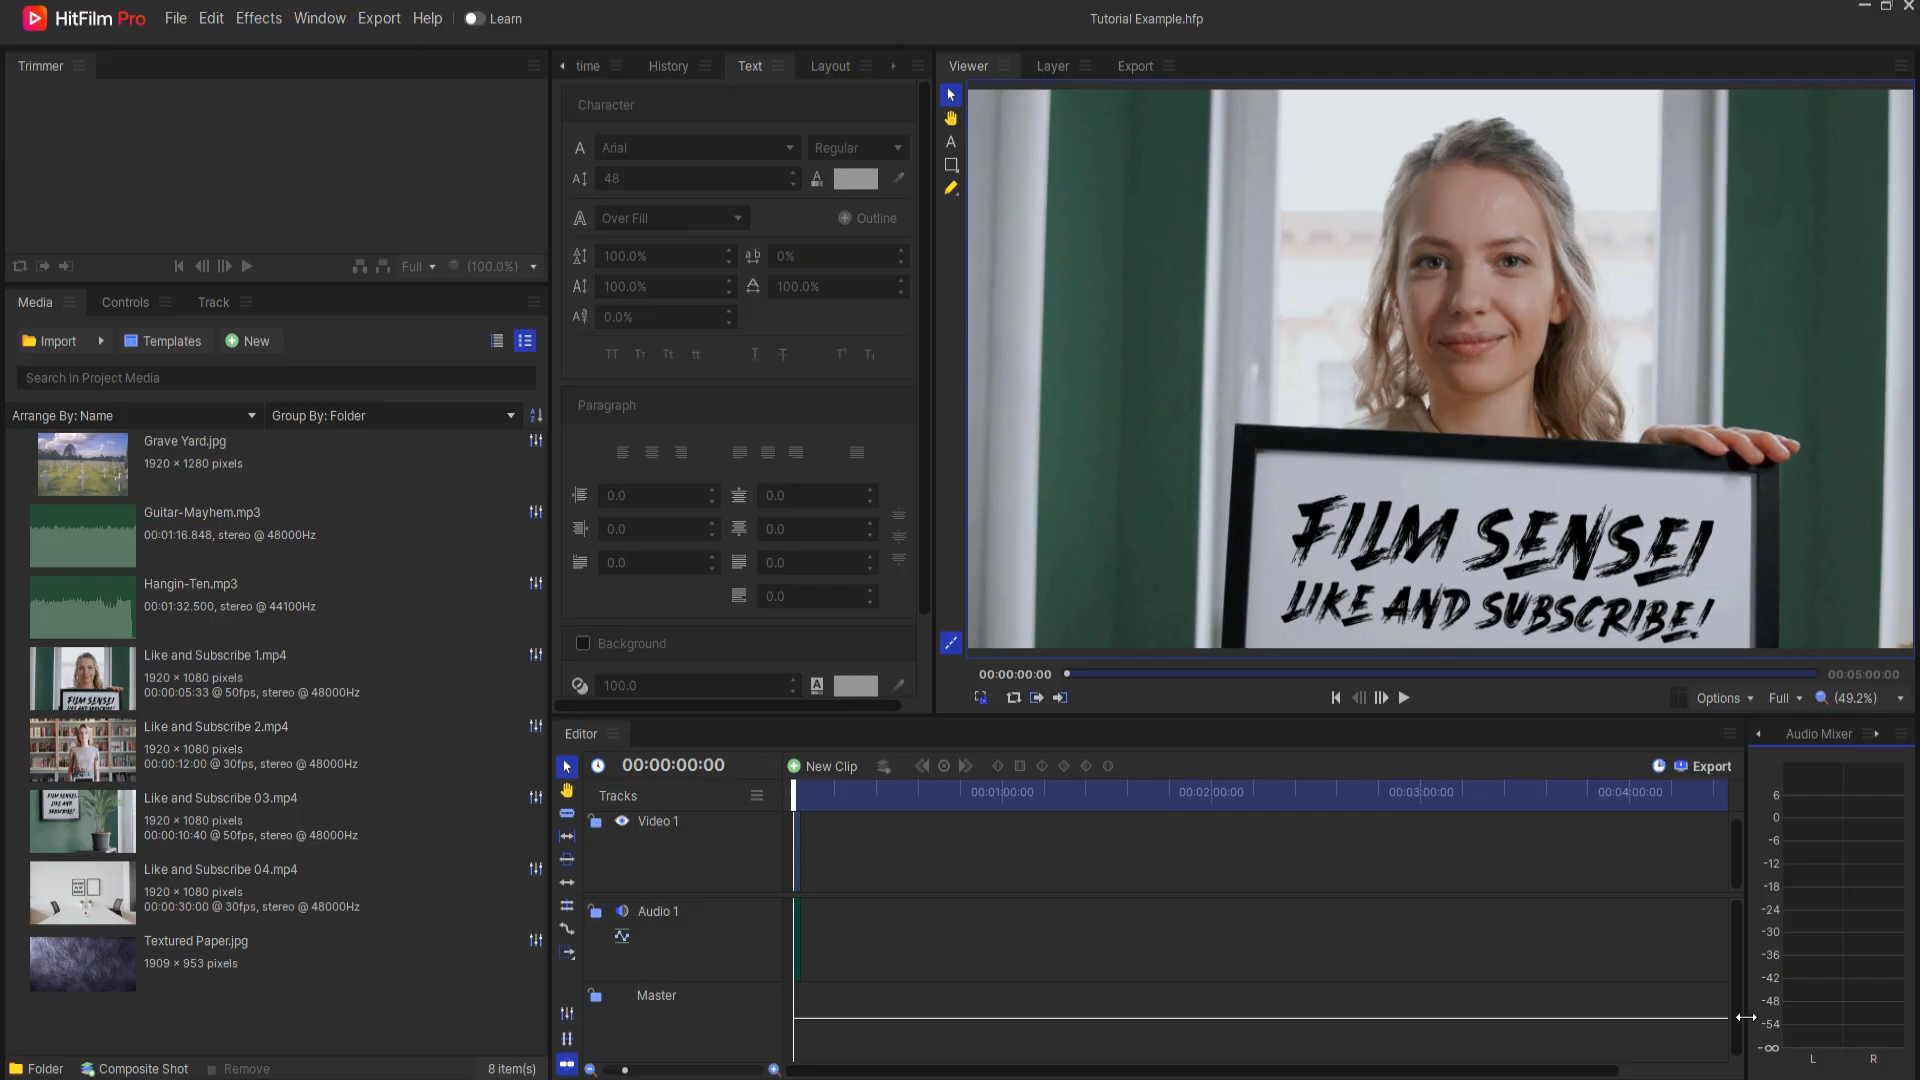 HitFilm Pro File Edit Effects Window Export Help Learn Tutorial Example.hfp
Trimmer
Full (100.0%)
Media Controls Track
Import Templates New
Search in Project Media
Arrange By: Name Group By: Folder
Grave Yard.jpg
1920 × 1280 pixels
Guitar-Mayhem.mp3
00:01:16.848, stereo @ 48000Hz
Hangin-Ten.mp3
00:01:32.500, stereo @ 44100Hz
Like and Subscribe 1.mp4
1920 × 1080 pixels
00:00:05:33 @ 50fps, stereo @ 48000Hz
Like and Subscribe 2.mp4
1920 × 1080 pixels
00:00:12:00 @ 30fps, stereo @ 48000Hz
Like and Subscribe 03.mp4
1920 × 1080 pixels
00:00:10:40 @ 50fps, stereo @ 48000Hz
Like and Subscribe 04.mp4
1920 × 1080 pixels
00:00:30:00 @ 30fps, stereo @ 48000Hz
Textured Paper.jpg
1909 × 953 pixels
Folder Composite Shot Remove 8 item(s)
time History Text Layout
Character
Arial Regular
48
Over Fill Outline
100.0% 0%
100.0% 100.0%
0.0%
TT Tт Tt tt T T T¹ T₁
Paragraph
0.0 0.0
0.0 0.0
0.0 0.0
0.0
Background
100.0
Viewer Layer Export
FILM SENSEI
LIKE AND SUBSCRIBE!
00:00:00:00 00:05:00:00
Options Full (49.2%)
Editor
00:00:00:00 New Clip Export
Tracks 00:01:00:00 00:02:00:00 00:03:00:00 00:04:00:00
Video 1
Audio 1
Master
Audio Mixer
6
0
-6
-12
-18
-24
-30
-36
-42
-48
-54
-∞
L R